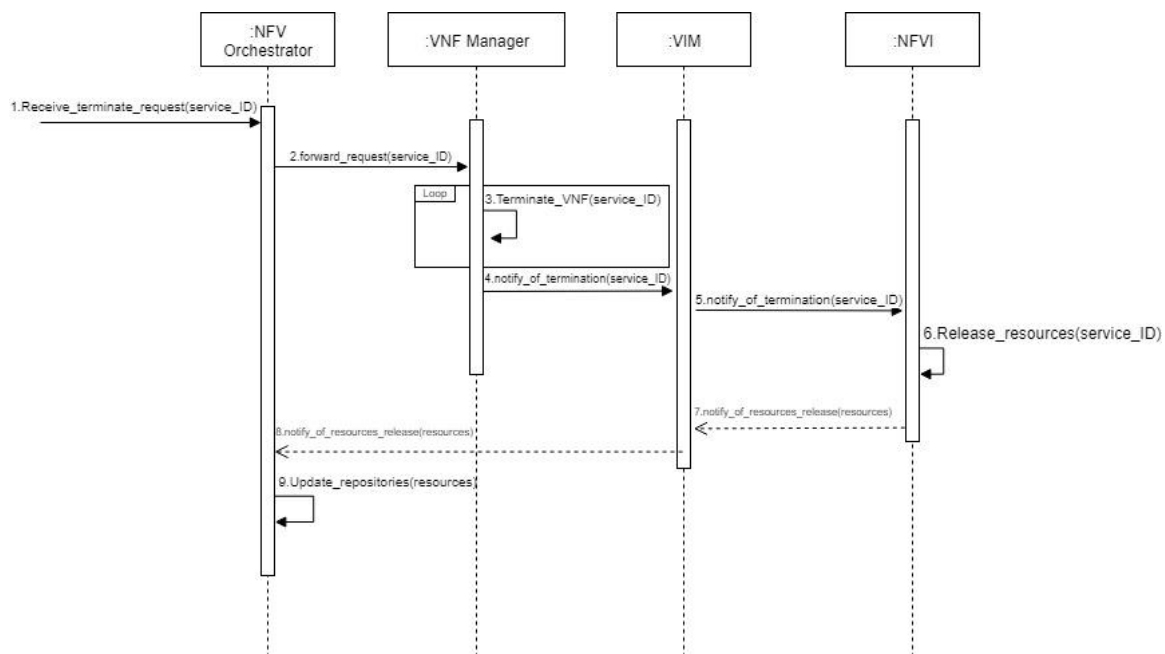 :NFV
Orchestrator
:VNF Manager
:VIM
:NFVI
1.Receive_terminate_request(service_ID)
2.forward_request(service_ID)
Loop
3.Terminate_VNF(service_ID)
4.notify_of_termination(service_ID)
5.notify_of_termination(service_ID)
6.Release_resources(service_ID)
7.notify_of_resources_release(resources)
8.notify_of_resources_release(resources)
9.Update_repositories(resources)